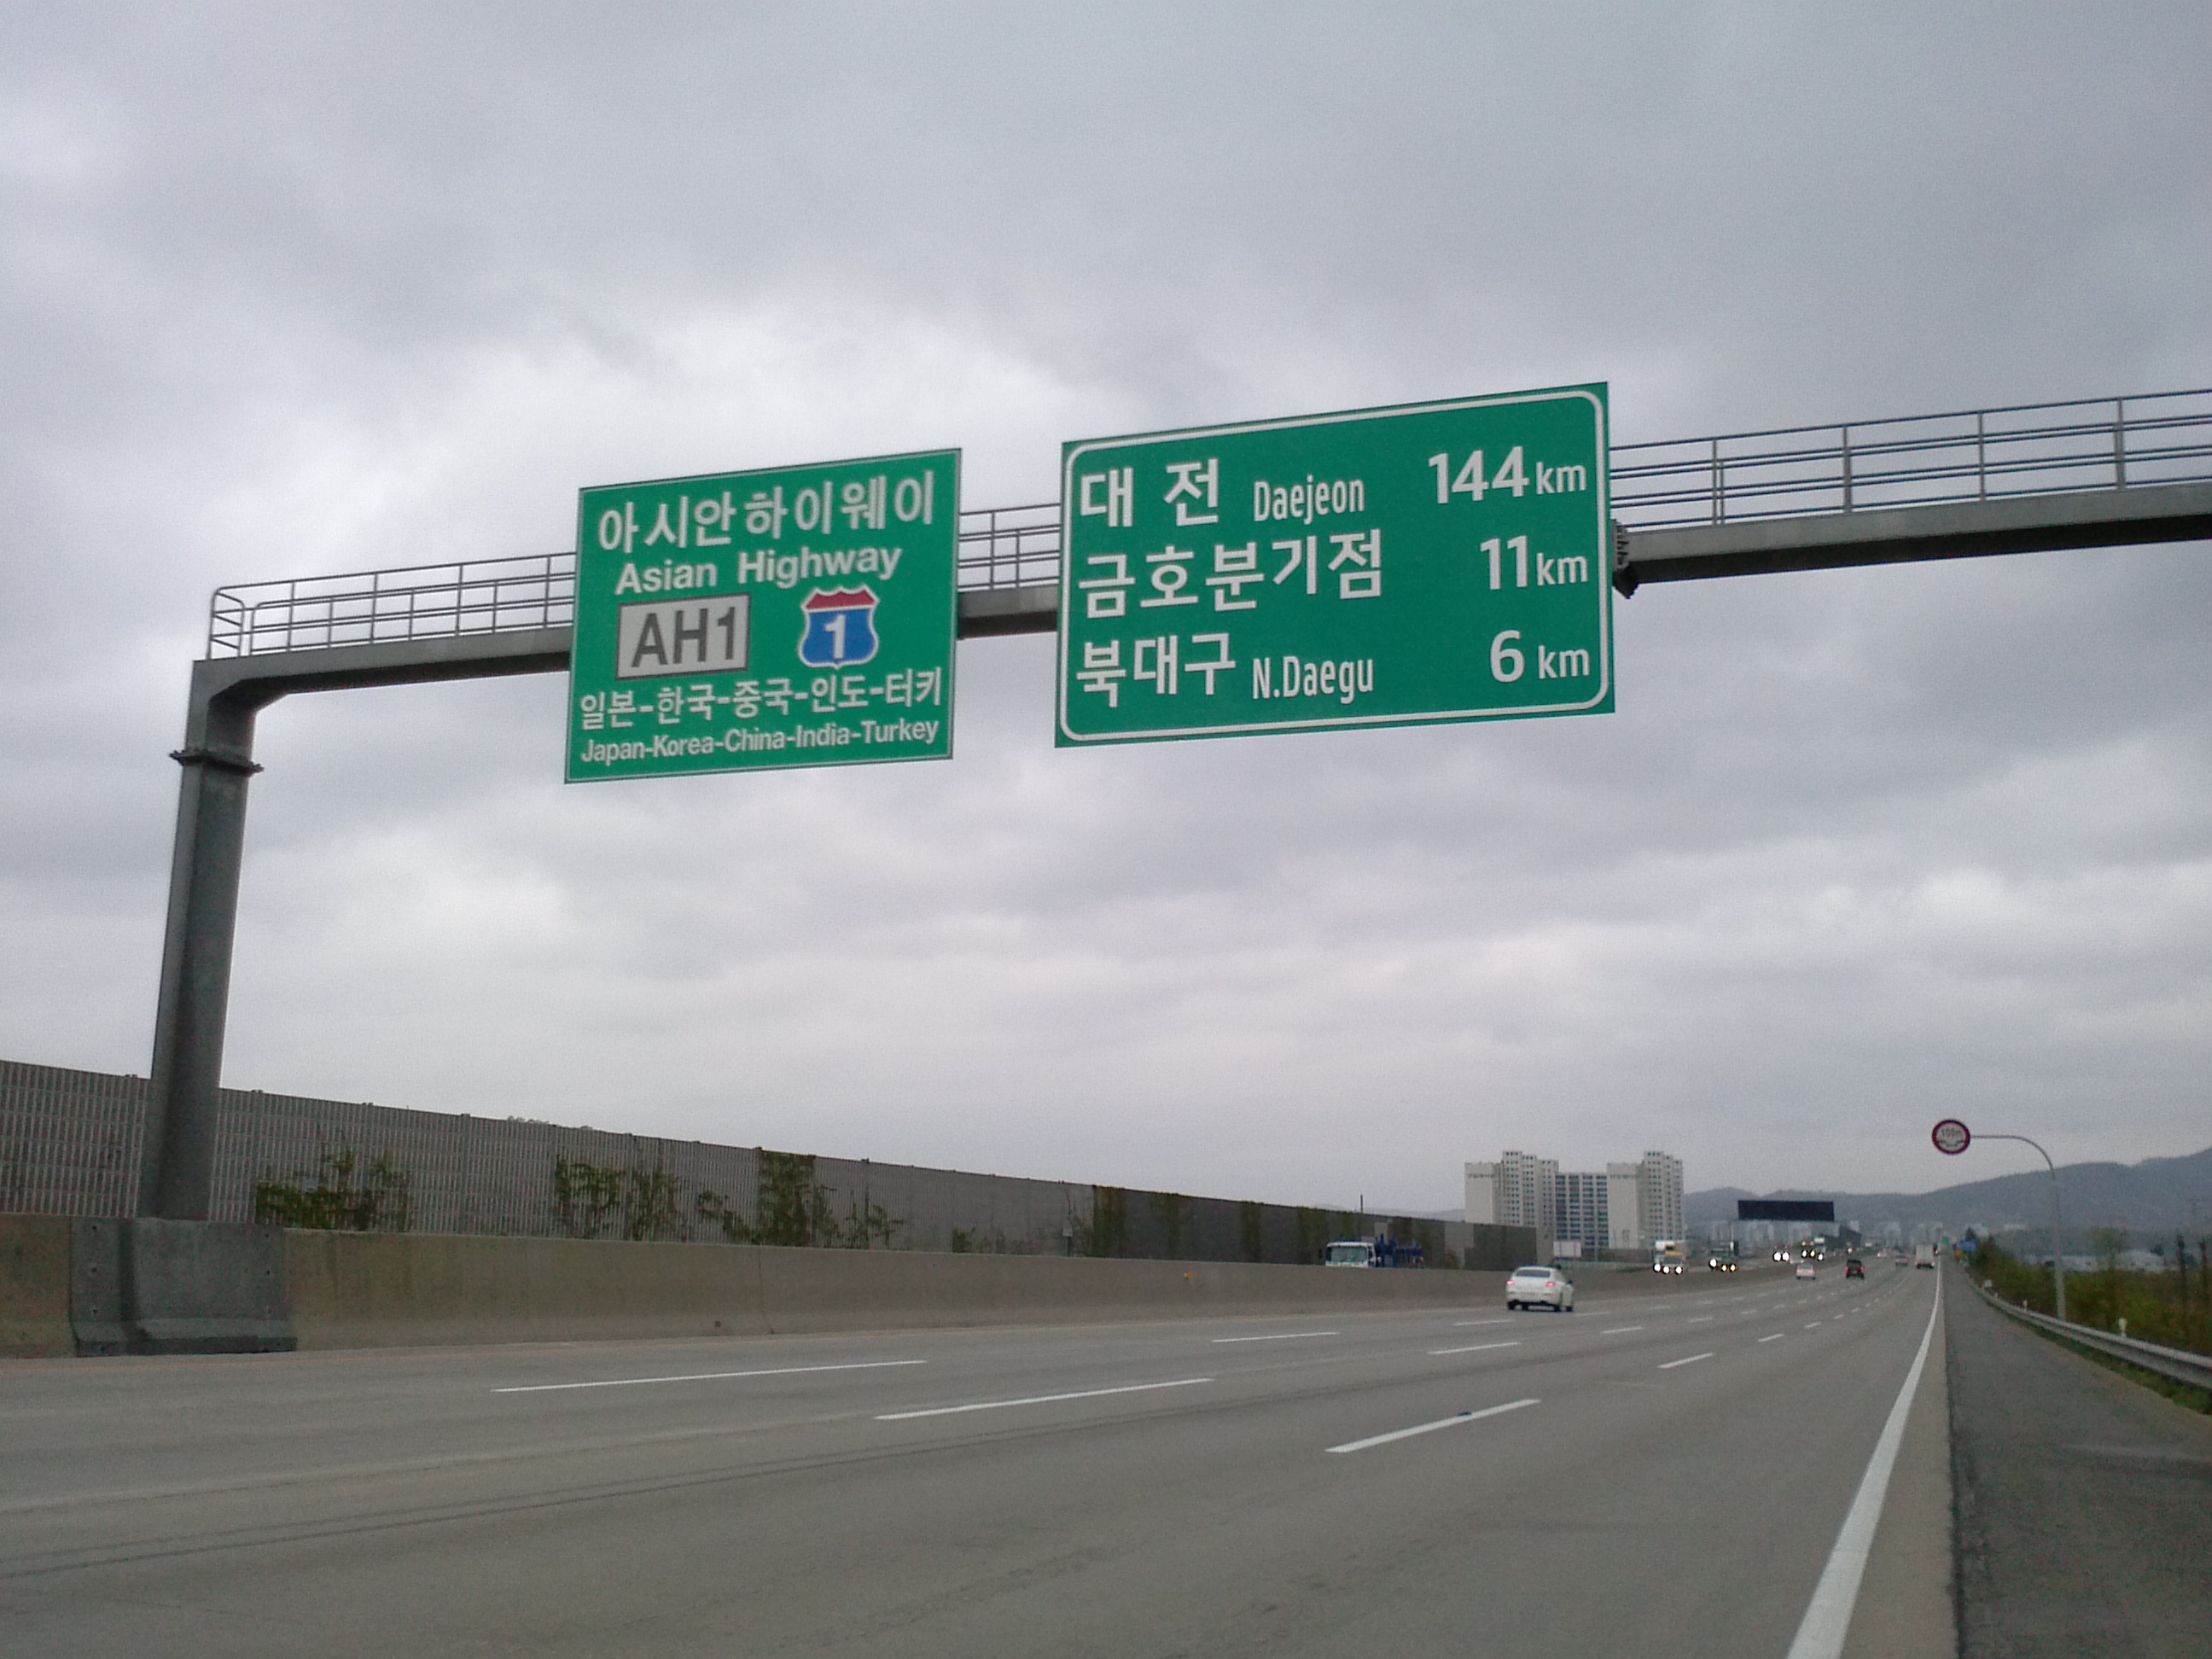 아시안하이웨이
Asian Highway
AH1 1
일본-한국-중국-인도-터키
Japan-Korea-China-India-Turkey
대 전 Daejeon 144km
금호분기점 11km
북대구 N.Daegu 6 km